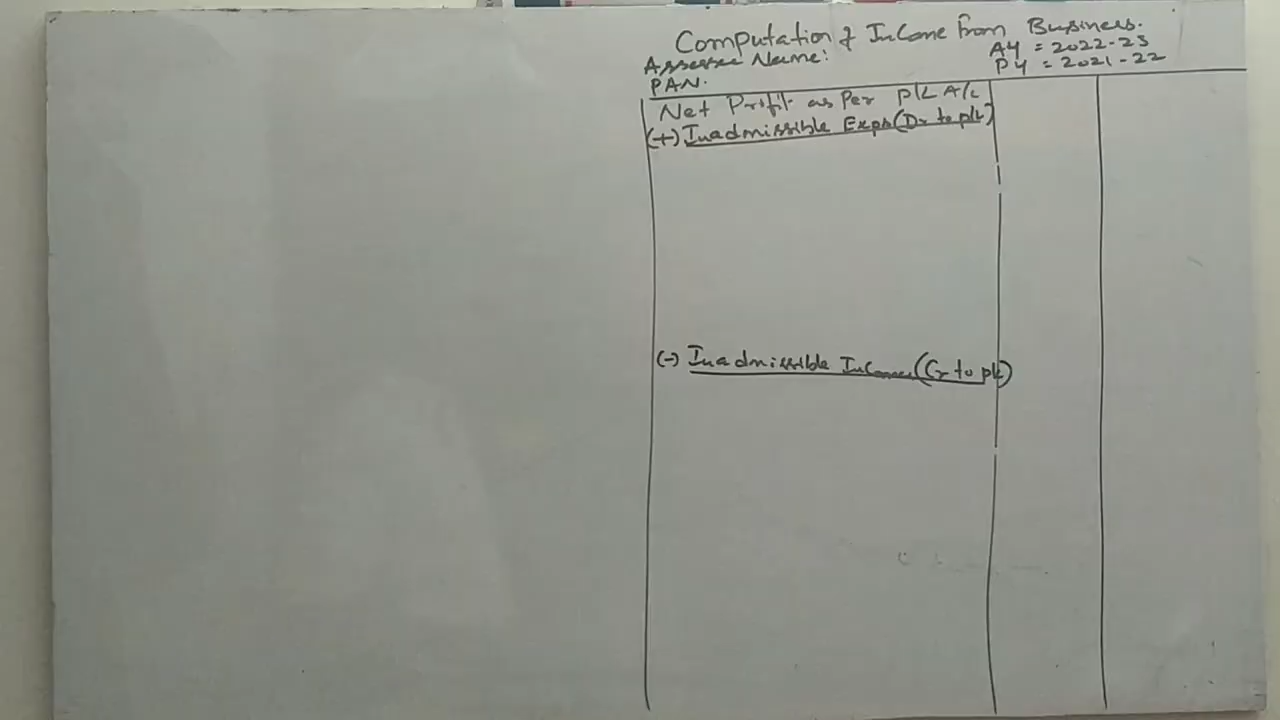 Computation of Income from Business.
Assessee Name:
AY = 2022-23
PAN.
PY = 2021-22
Net Profit as Per P/L A/c
(+) Inadmissible Exps (Dr to p/L)
(-) Inadmissible Incomes (Cr to p/L)